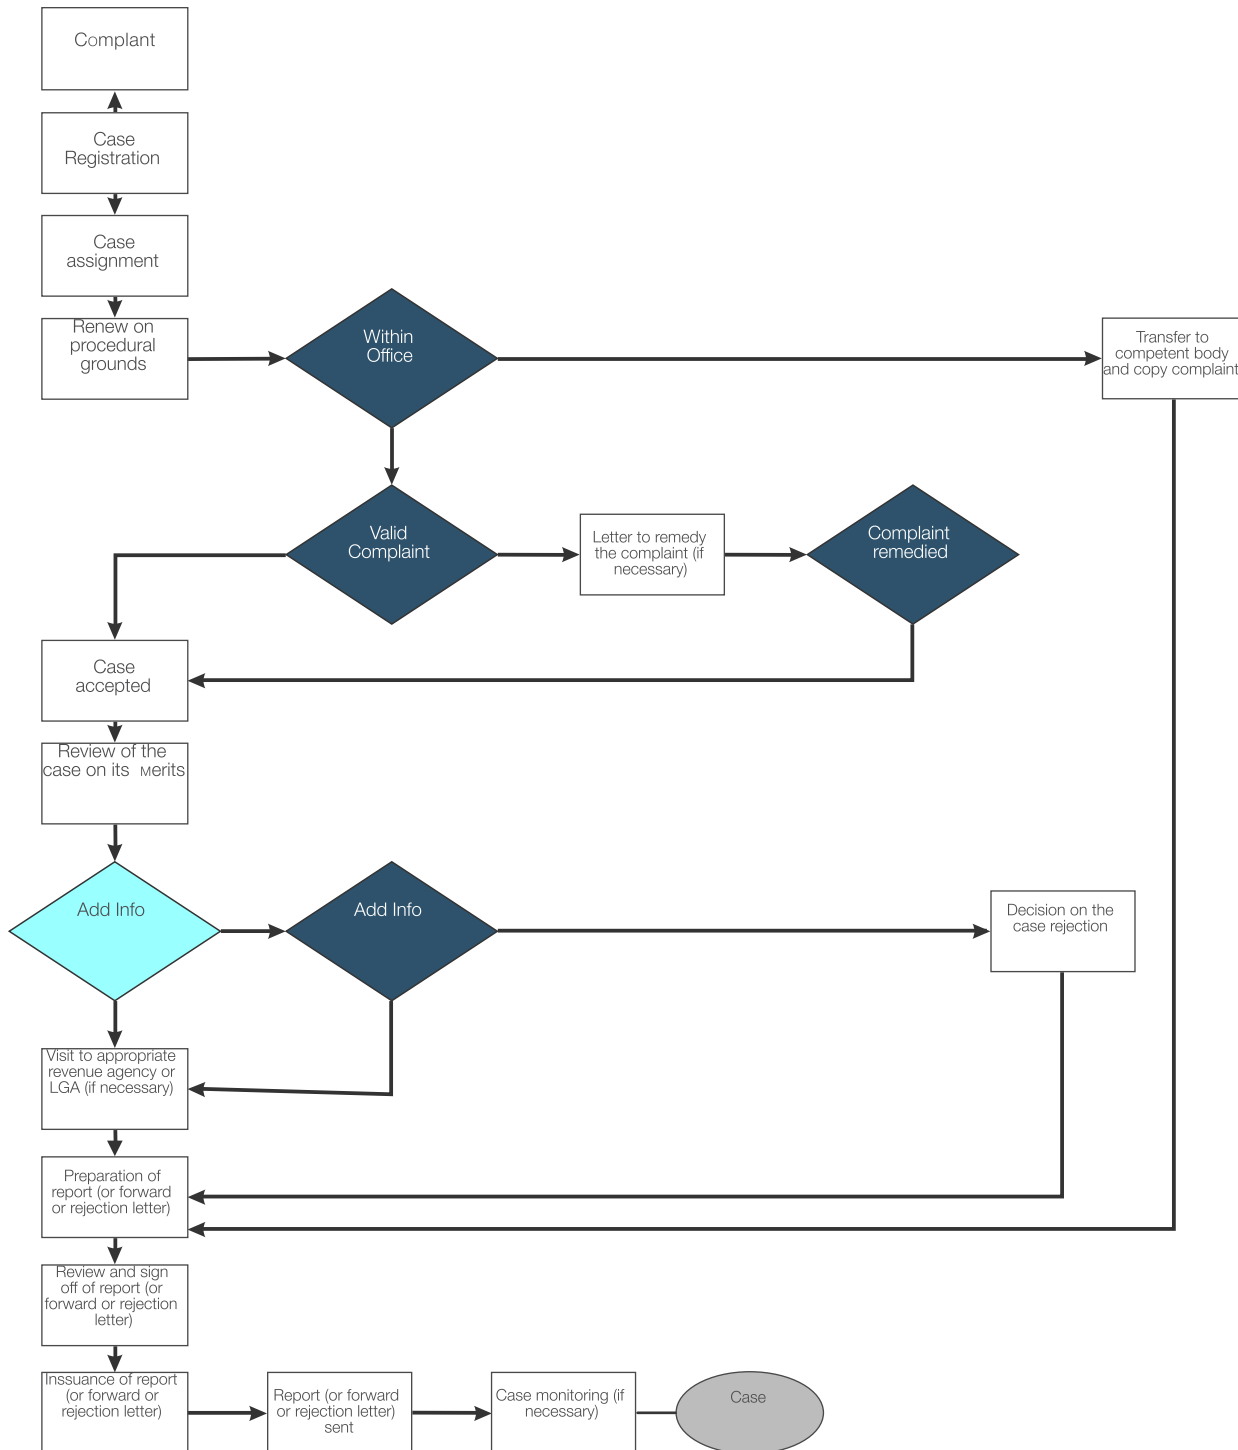 Complant
Case
Registration
Case
assignment
Renew on
procedural
grounds
Within
Office
Transfer to
competent body
and copy complaint
Valid
Complaint
Letter to remedy
the complaint (if
necessary)
Complaint
remedied
Case
accepted
Review of the
case on its Merits
Add Info
Add Info
Decision on the
case rejection
Visit to appropriate
revenue agency or
LGA (if necessary)
Preparation of
report (or forward
or rejection letter)
Review and sign
off of report (or
forward or rejection
letter)
Inssuance of report
(or forward or
rejection letter)
Report (or forward
or rejection letter)
sent
Case monitoring (if
necessary)
Case